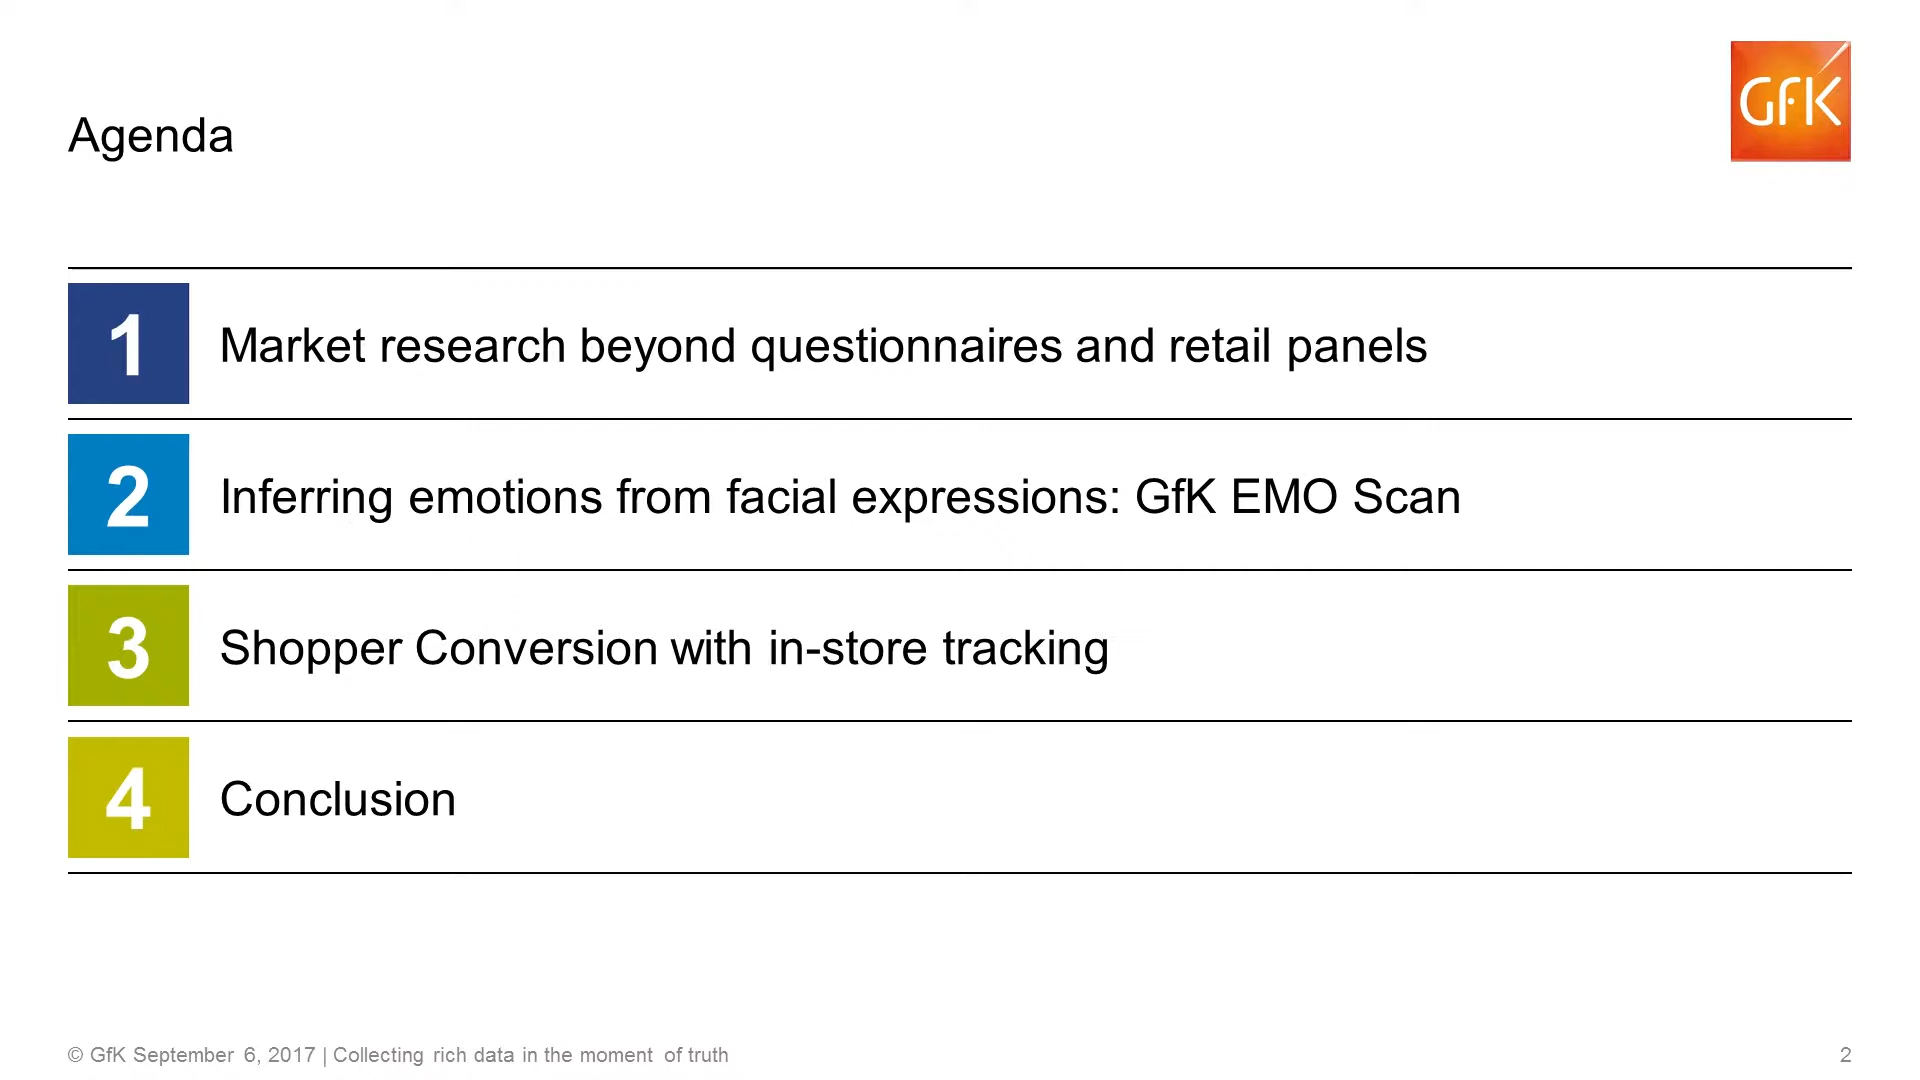 GfK
Agenda
1 Market research beyond questionnaires and retail panels
2 Inferring emotions from facial expressions: GfK EMO Scan
3 Shopper Conversion with in-store tracking
4 Conclusion
© GfK September 6, 2017 | Collecting rich data in the moment of truth 2